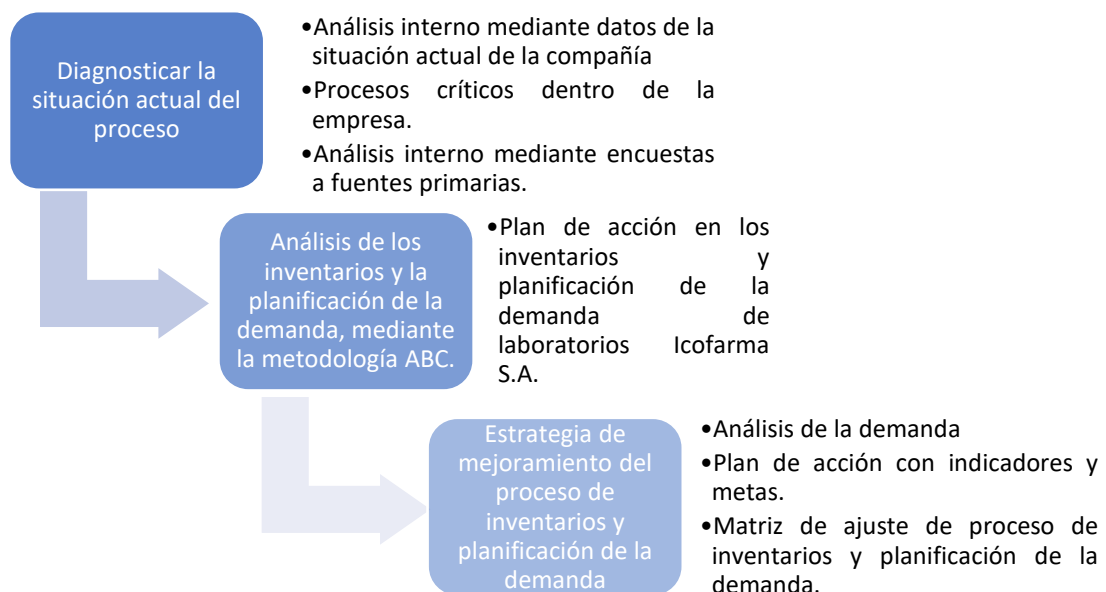 Diagnosticar la
situación actual del
proceso
•Análisis interno mediante datos de la
situación actual de la compañía
•Procesos críticos dentro de la
empresa.
•Análisis interno mediante encuestas
a fuentes primarias.
Análisis de los
inventarios y la
planificación de la
demanda, mediante
la metodología ABC.
•Plan de acción en los
inventarios y
planificación de la
demanda de
laboratorios Icofarma
S.A.
Estrategia de
mejoramiento del
proceso de
inventarios y
planificación de la
demanda
•Análisis de la demanda
•Plan de acción con indicadores y
metas.
•Matriz de ajuste de proceso de
inventarios y planificación de la
demanda.